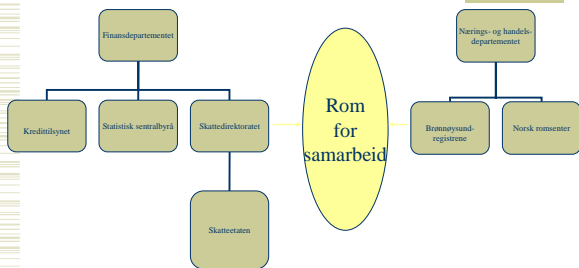 Finansdepartementet
Nærings- og handels-
departementet
Kredittilsynet
Statistisk sentralbyrå
Skattedirektoratet
Rom
for
samarbeid
Brønnøysund-
registrene
Norsk romsenter
Skatteetaten